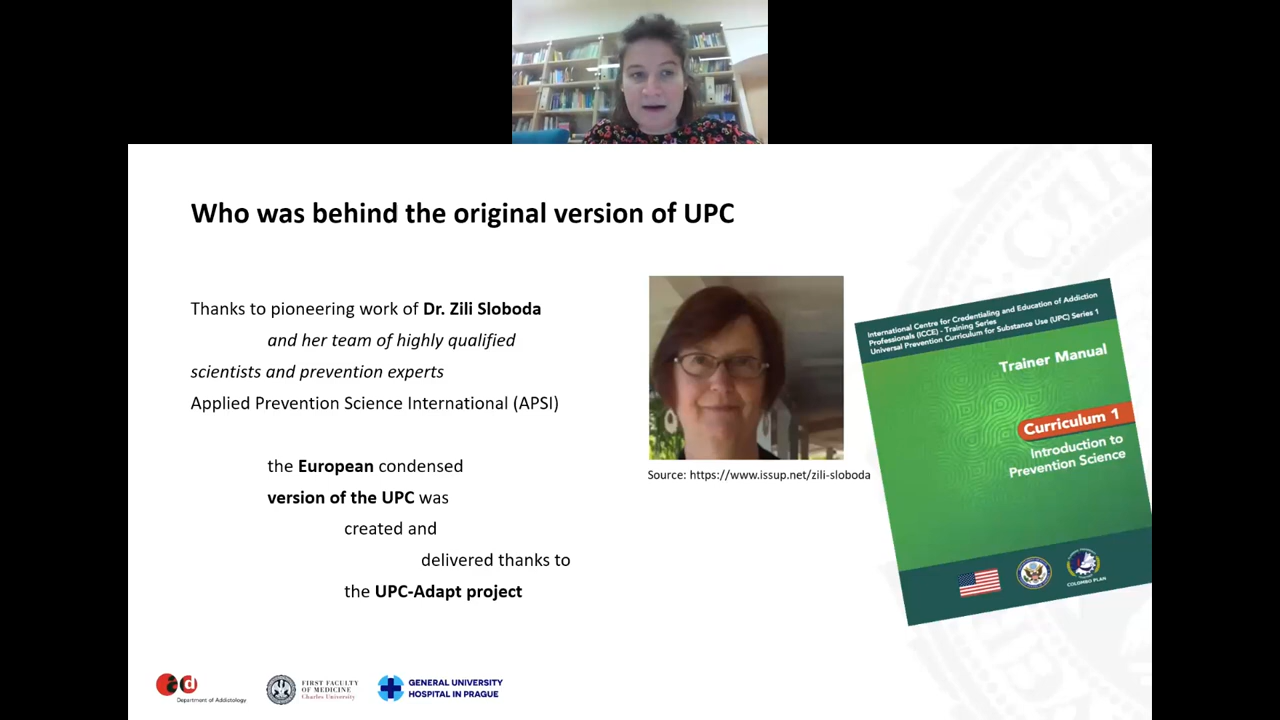 Who was behind the original version of UPC
Thanks to pioneering work of Dr. Zili Sloboda
and her team of highly qualified
scientists and prevention experts
Applied Prevention Science International (APSI)
the European condensed
version of the UPC was
created and
delivered thanks to
the UPC-Adapt project
Source: https://www.issup.net/zili-sloboda
International Centre for Credentialing and Education of Addiction
Professionals (ICCE) - Training Series
Universal Prevention Curriculum for Substance Use (UPC) Series 1
Trainer Manual
Curriculum 1
Introduction to
Prevention Science
COLOMBO PLAN
ad
Department of Addictology
FIRST FACULTY
OF MEDICINE
Charles University
GENERAL UNIVERSITY
HOSPITAL IN PRAGUE